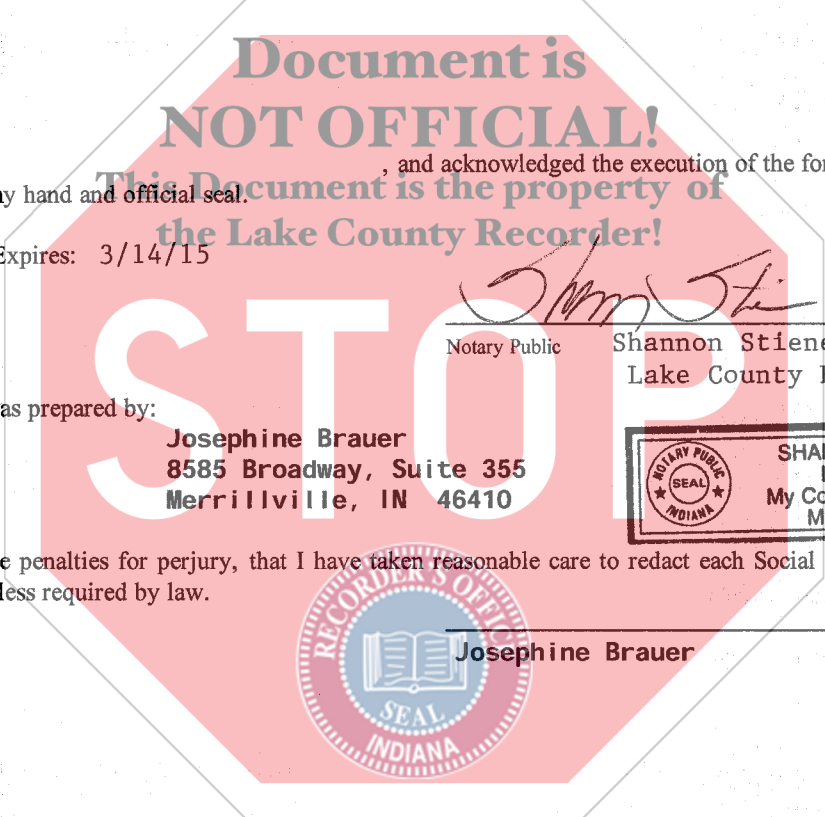 Document is
NOT OFFICIAL!
, and acknowledged the execution of the for
This Document is the property of
y hand and official seal.
the Lake County Recorder!
Expires: 3/14/15
STOP
Notary Public Shannon Stiene
Lake County
as prepared by:
Josephine Brauer
8585 Broadway, Suite 355
Merrillville, IN 46410
NOTARY PUBLIC
SEAL
INDIANA
SHA
My Co
M
e penalties for perjury, that I have taken reasonable care to redact each Social
less required by law.
RECORDER'S OFFIC
SEAL
INDIANA
Josephine Brauer